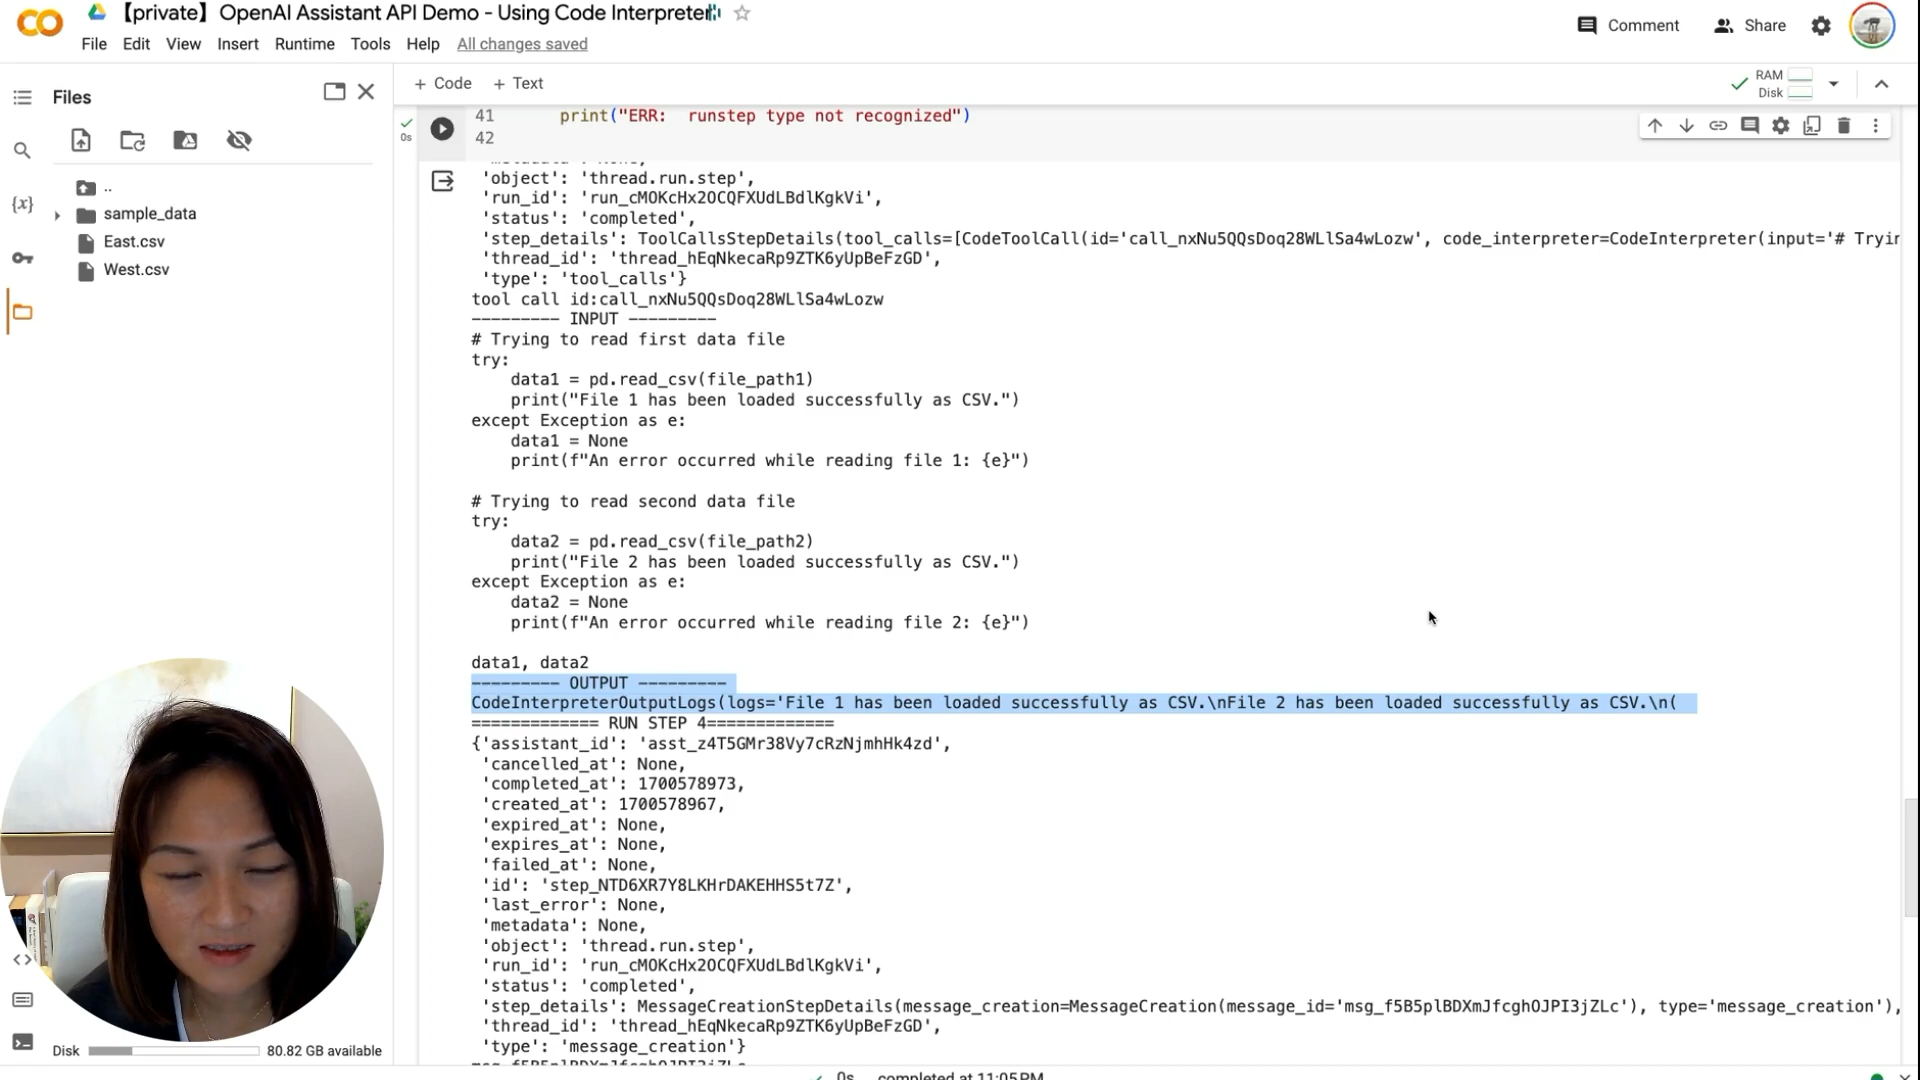 【private】OpenAI Assistant API Demo - Using Code Interpreter
Comment
Share
File Edit View Insert Runtime Tools Help All changes saved
Files
+ Code + Text
RAM
Disk
..
sample_data
East.csv
West.csv
{x}
0s
41 print("ERR:  runstep type not recognized")
42
'object': 'thread.run.step',
'run_id': 'run_cMOKcHx2OCQFXUdLBdlKgkVi',
'status': 'completed',
'step_details': ToolCallsStepDetails(tool_calls=[CodeToolCall(id='call_nxNu5QQsDoq28WLlSa4wLozw', code_interpreter=CodeInterpreter(input='# Tryin
'thread_id': 'thread_hEqNkecaRp9ZTK6yUpBeFzGD',
'type': 'tool_calls'}
tool call id:call_nxNu5QQsDoq28WLlSa4wLozw
--------- INPUT ---------
# Trying to read first data file
try:
    data1 = pd.read_csv(file_path1)
    print("File 1 has been loaded successfully as CSV.")
except Exception as e:
    data1 = None
    print(f"An error occurred while reading file 1: {e}")
# Trying to read second data file
try:
    data2 = pd.read_csv(file_path2)
    print("File 2 has been loaded successfully as CSV.")
except Exception as e:
    data2 = None
    print(f"An error occurred while reading file 2: {e}")
data1, data2
--------- OUTPUT ---------
CodeInterpreterOutputLogs(logs='File 1 has been loaded successfully as CSV.\nFile 2 has been loaded successfully as CSV.\n(
============= RUN STEP 4=============
{'assistant_id': 'asst_z4T5GMr38Vy7cRzNjmhHk4zd',
'cancelled_at': None,
'completed_at': 1700578973,
'created_at': 1700578967,
'expired_at': None,
'expires_at': None,
'failed_at': None,
'id': 'step_NTD6XR7Y8LKHrDAKEHHS5t7Z',
'last_error': None,
'metadata': None,
'object': 'thread.run.step',
'run_id': 'run_cMOKcHx2OCQFXUdLBdlKgkVi',
'status': 'completed',
'step_details': MessageCreationStepDetails(message_creation=MessageCreation(message_id='msg_f5B5plBDXmJfcghOJPI3jZLc'), type='message_creation'),
'thread_id': 'thread_hEqNkecaRp9ZTK6yUpBeFzGD',
'type': 'message_creation'}
Disk 80.82 GB available
0s completed at 11:05 PM